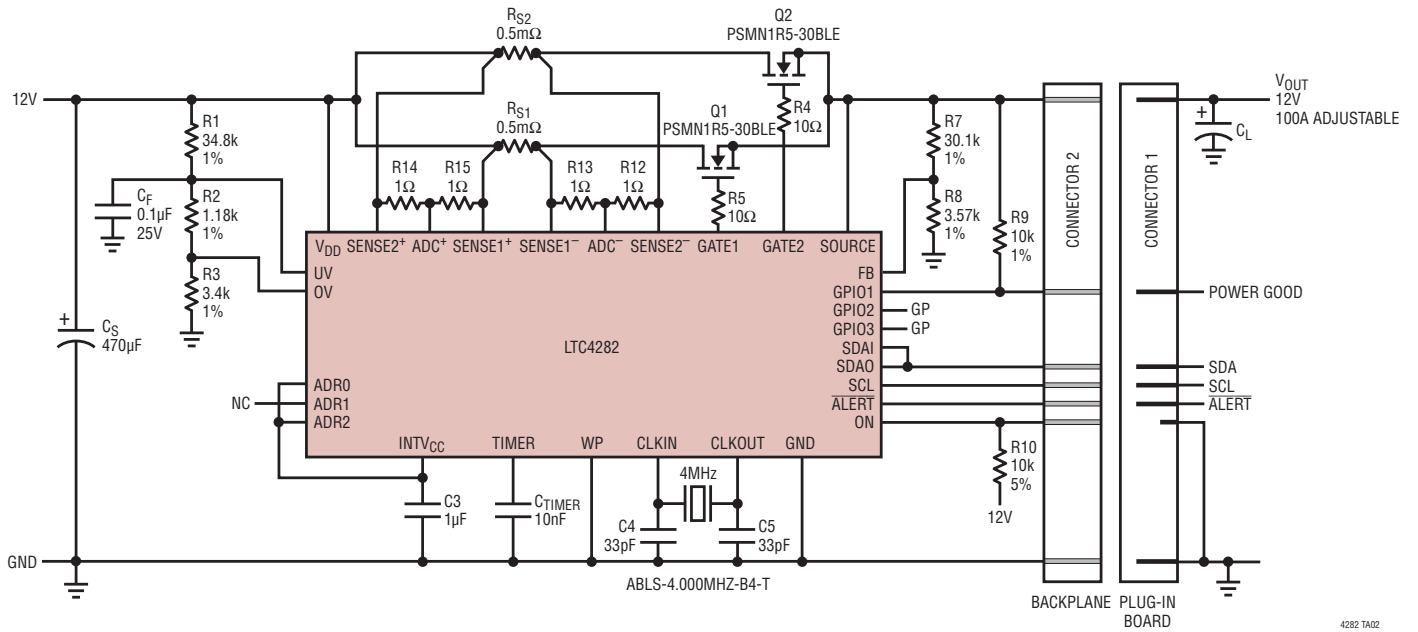 RS2
0.5mΩ
Q2
PSMN1R5-30BLE
12V
R1
34.8k
1%
RS1
0.5mΩ
Q1
PSMN1R5-30BLE
R4
10Ω
R7
30.1k
1%
VOUT
12V
100A ADJUSTABLE
+
CL
CF
0.1µF
25V
R2
1.18k
1%
R14
1Ω
R15
1Ω
R13
1Ω
R12
1Ω
R5
10Ω
R8
3.57k
1%
R9
10k
1%
CONNECTOR 2
CONNECTOR 1
R3
3.4k
1%
VDD SENSE2+ ADC+ SENSE1+ SENSE1− ADC− SENSE2− GATE1 GATE2 SOURCE
UV
OV
FB
GPIO1
GPIO2
GP
GPIO3
GP
SDAI
SDAO
SCL
ALERT
ON
POWER GOOD
SDA
SCL
ALERT
+
CS
470µF
LTC4282
NC
ADR0
ADR1
ADR2
INTVCC TIMER WP CLKIN CLKOUT GND
R10
10k
5%
12V
C3
1µF
CTIMER
10nF
4MHz
C4
33pF
C5
33pF
GND
ABLS-4.000MHZ-B4-T
BACKPLANE
PLUG-IN
BOARD
4282 TA02